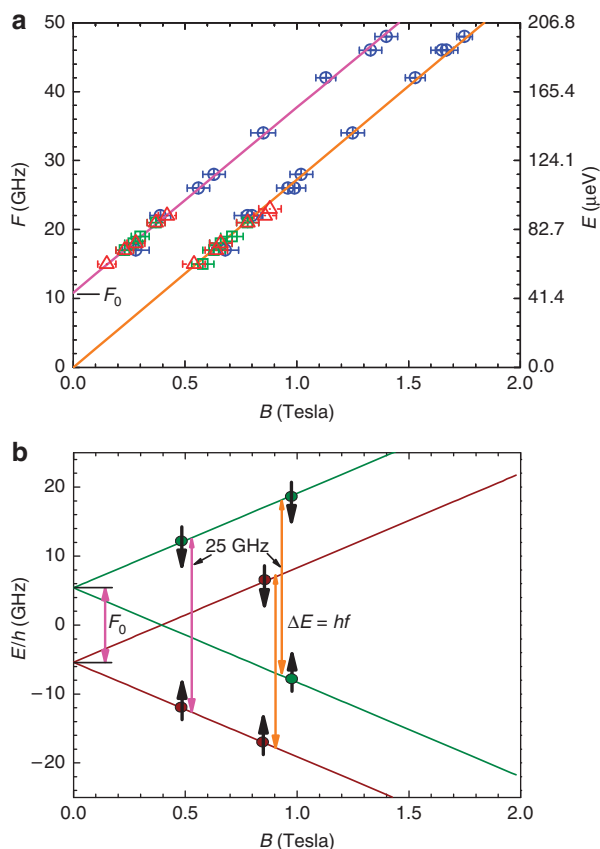 a
50
40
30
20
10
0
F (GHz)
F₀
206.8
165.4
124.1
82.7
41.4
0.0
E (μeV)
0.0 0.5 1.0 1.5 2.0
B (Tesla)
b
20
10
0
−10
−20
E/h (GHz)
25 GHz
F₀
ΔE = hf
0.0 0.5 1.0 1.5 2.0
B (Tesla)